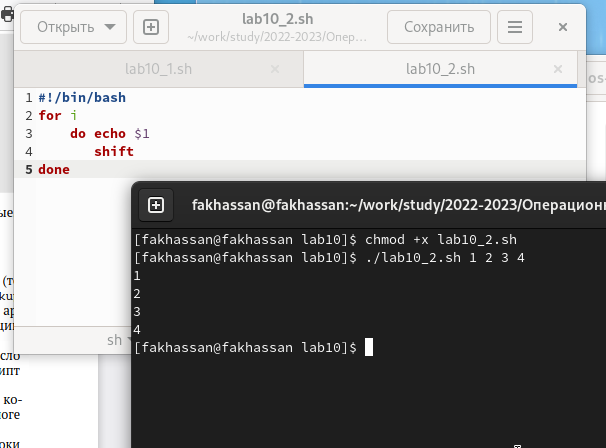 Открыть
lab10_2.sh
~/work/study/2022-2023/Опер…
Сохранить
lab10_1.sh ×
lab10_2.sh ×
1 #!/bin/bash
2 for i
3 do echo $1
4 shift
5 done
sh
fakhassan@fakhassan:~/work/study/2022-2023/Операционн
[fakhassan@fakhassan lab10]$ chmod +x lab10_2.sh
[fakhassan@fakhassan lab10]$ ./lab10_2.sh 1 2 3 4
1
2
3
4
[fakhassan@fakhassan lab10]$